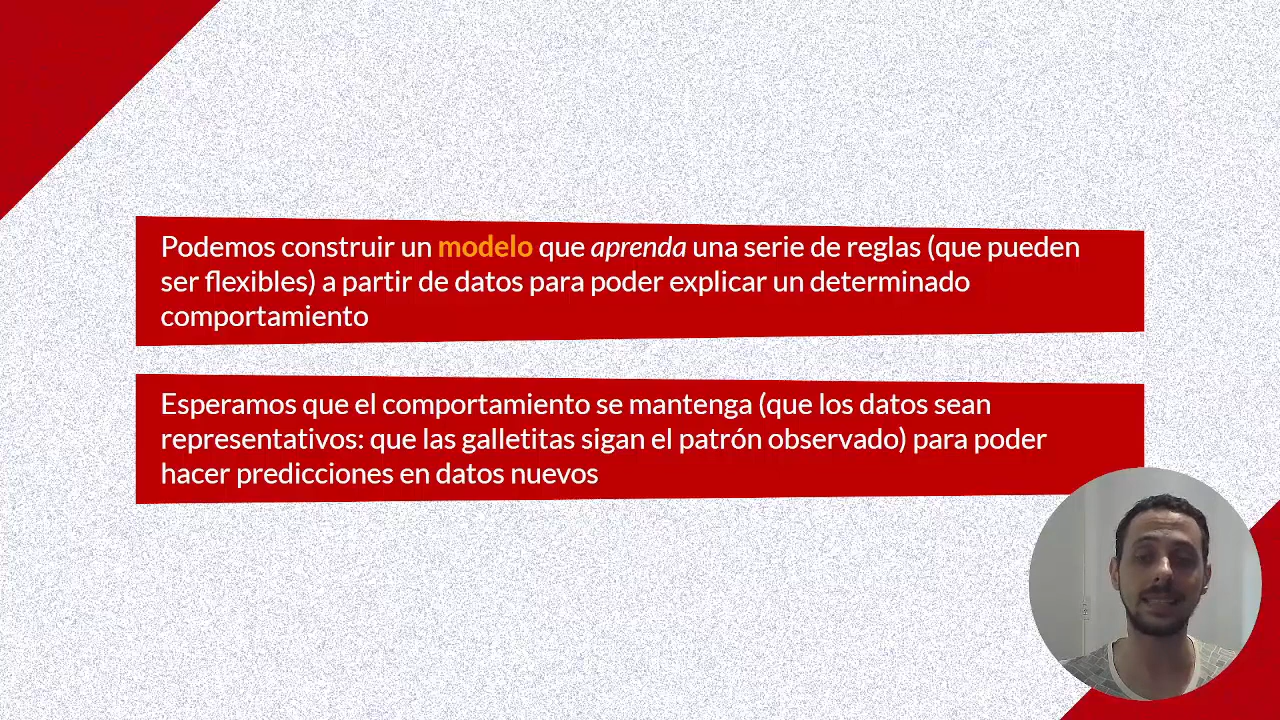 Podemos construir un modelo que aprenda una serie de reglas (que pueden
ser flexibles) a partir de datos para poder explicar un determinado
comportamiento
Esperamos que el comportamiento se mantenga (que los datos sean
representativos: que las galletitas sigan el patrón observado) para poder
hacer predicciones en datos nuevos